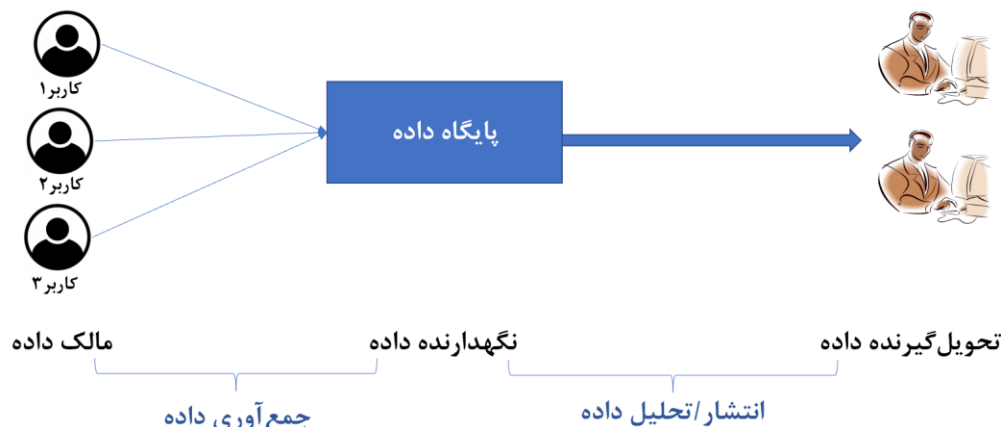 کاربر۱
پایگاه داده
کاربر۲
کاربر۳
تحویل‌گیرنده داده
نگهدارنده داده
مالک داده
انتشار/تحلیل داده
جمع‌آوری داده